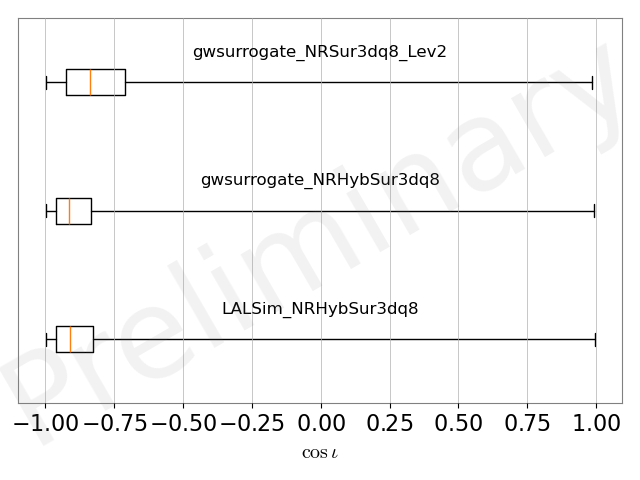 gwsurrogate_NRSur3dq8_Lev2
gwsurrogate_NRHybSur3dq8
LALSim_NRHybSur3dq8
Preliminary
−1.00 −0.75 −0.50 −0.25 0.00 0.25 0.50 0.75 1.00
cos ι